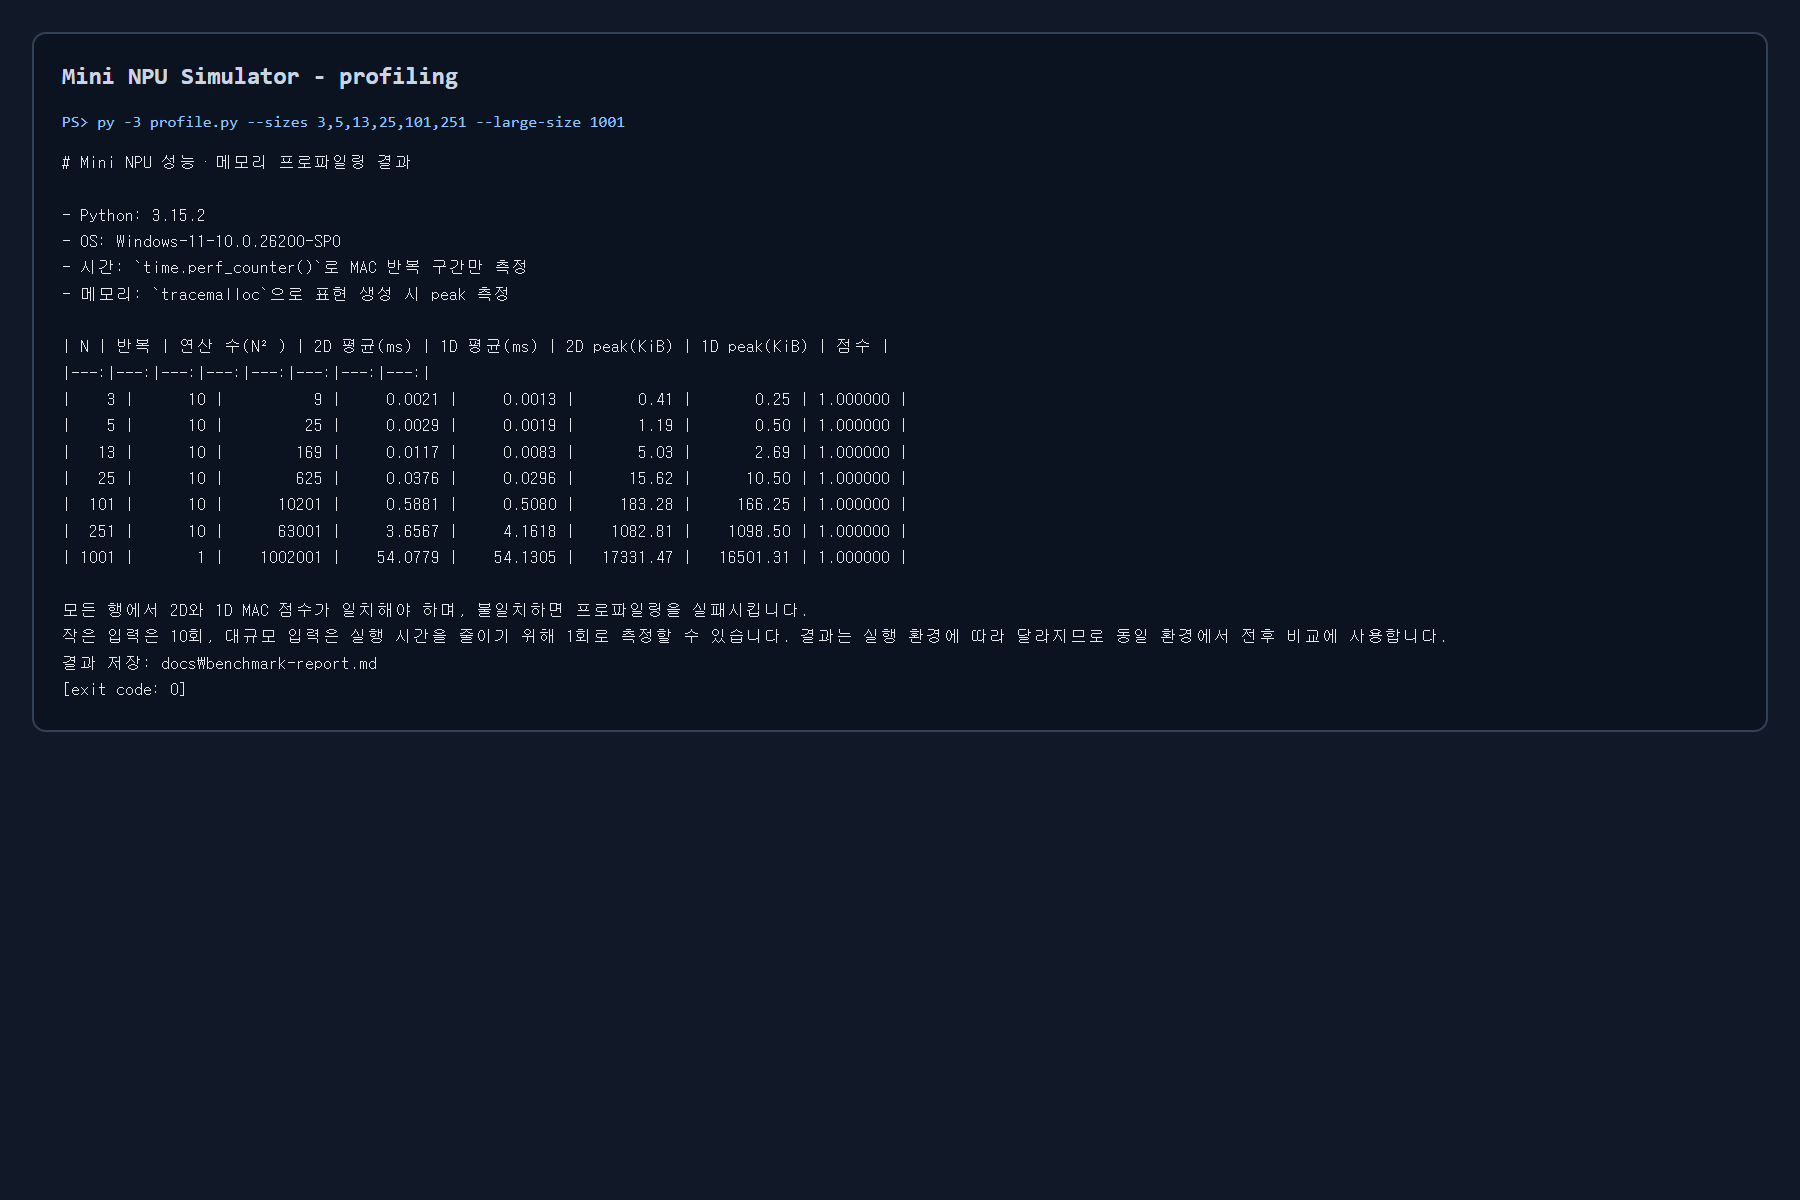 Mini NPU Simulator - profiling
PS> py -3 profile.py --sizes 3,5,13,25,101,251 --large-size 1001
# Mini NPU 성능·메모리 프로파일링 결과
- Python: 3.15.2
- OS: Windows-11-10.0.26200-SP0
- 시간: `time.perf_counter()`로 MAC 반복 구간만 측정
- 메모리: `tracemalloc`으로 표현 생성 시 peak 측정
| N | 반복 | 연산 수(N² ) | 2D 평균(ms) | 1D 평균(ms) | 2D peak(KiB) | 1D peak(KiB) | 점수 |
|---:|---:|---:|---:|---:|---:|---:|---:|
| 3 | 10 | 9 | 0.0021 | 0.0013 | 0.41 | 0.25 | 1.000000 |
| 5 | 10 | 25 | 0.0029 | 0.0019 | 1.19 | 0.50 | 1.000000 |
| 13 | 10 | 169 | 0.0117 | 0.0083 | 5.03 | 2.69 | 1.000000 |
| 25 | 10 | 625 | 0.0376 | 0.0296 | 15.62 | 10.50 | 1.000000 |
| 101 | 10 | 10201 | 0.5881 | 0.5080 | 183.28 | 166.25 | 1.000000 |
| 251 | 10 | 63001 | 3.6567 | 4.1618 | 1082.81 | 1098.50 | 1.000000 |
| 1001 | 1 | 1002001 | 54.0779 | 54.1305 | 17331.47 | 16501.31 | 1.000000 |
모든 행에서 2D와 1D MAC 점수가 일치해야 하며, 불일치하면 프로파일링을 실패시킵니다.
작은 입력은 10회, 대규모 입력은 실행 시간을 줄이기 위해 1회로 측정할 수 있습니다. 결과는 실행 환경에 따라 달라지므로 동일 환경에서 전후 비교에 사용합니다.
결과 저장: docs₩benchmark-report.md
[exit code: 0]